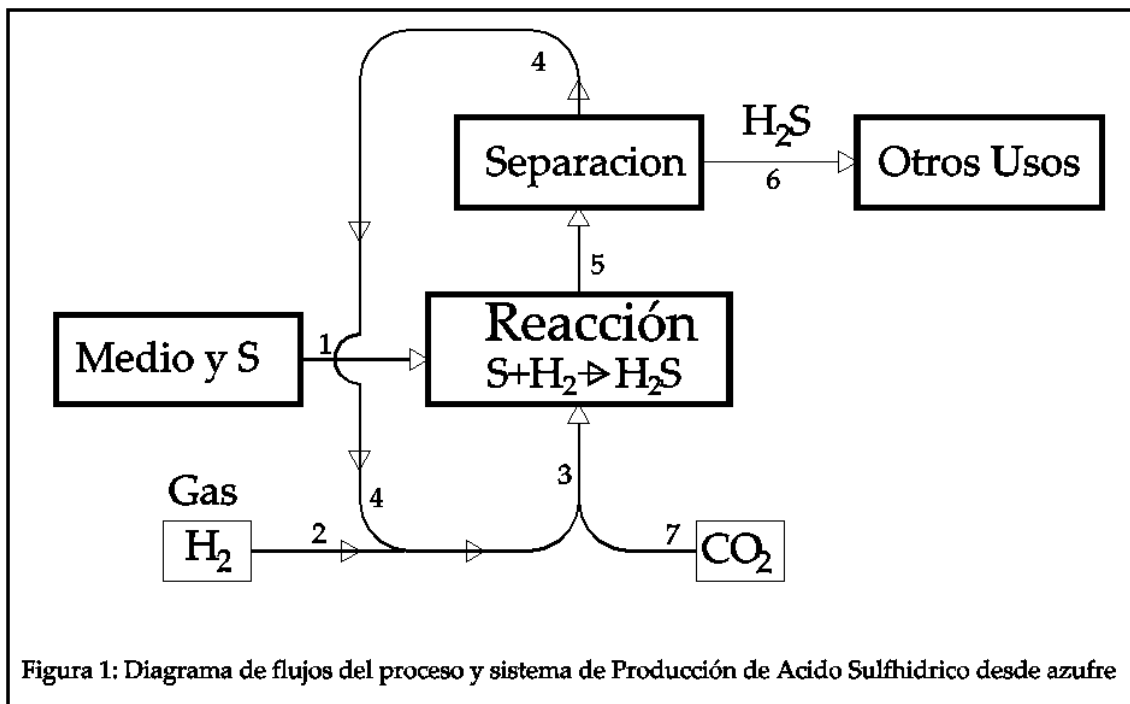 4
H₂S
Separacion
6
Otros Usos
5
Reacción
S+H₂→H₂S
Medio y S
1
3
Gas
4
H₂
2
7
CO₂
Figura 1: Diagrama de flujos del proceso y sistema de Producción de Acido Sulfhidrico desde azufre